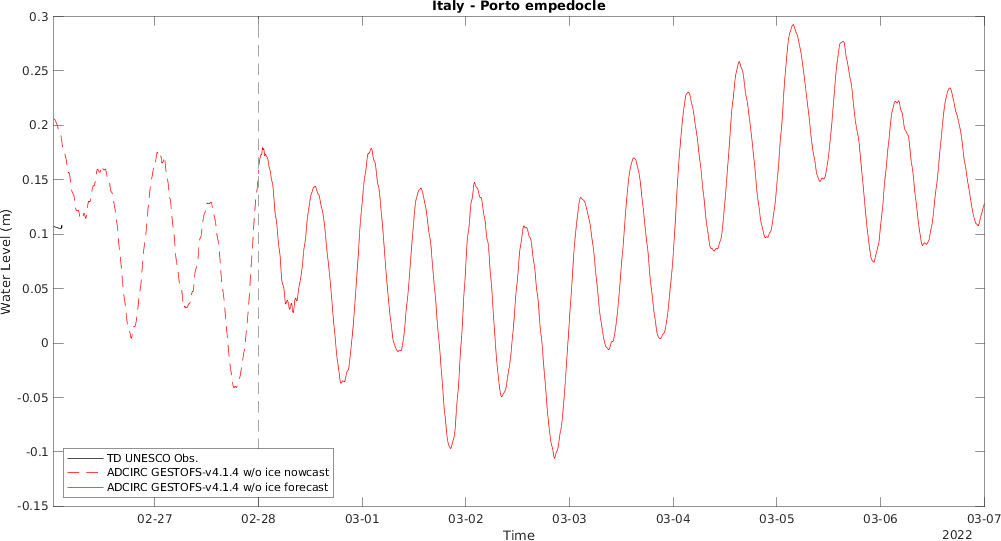 Italy - Porto empedocle
0.3
0.25
0.2
0.15
0.1
0.05
0
-0.05
-0.1
-0.15
Water Level (m)
TD UNESCO Obs.
ADCIRC GESTOFS-v4.1.4 w/o ice nowcast
ADCIRC GESTOFS-v4.1.4 w/o ice forecast
02-27 02-28 03-01 03-02 03-03 03-04 03-05 03-06 03-07
Time
2022